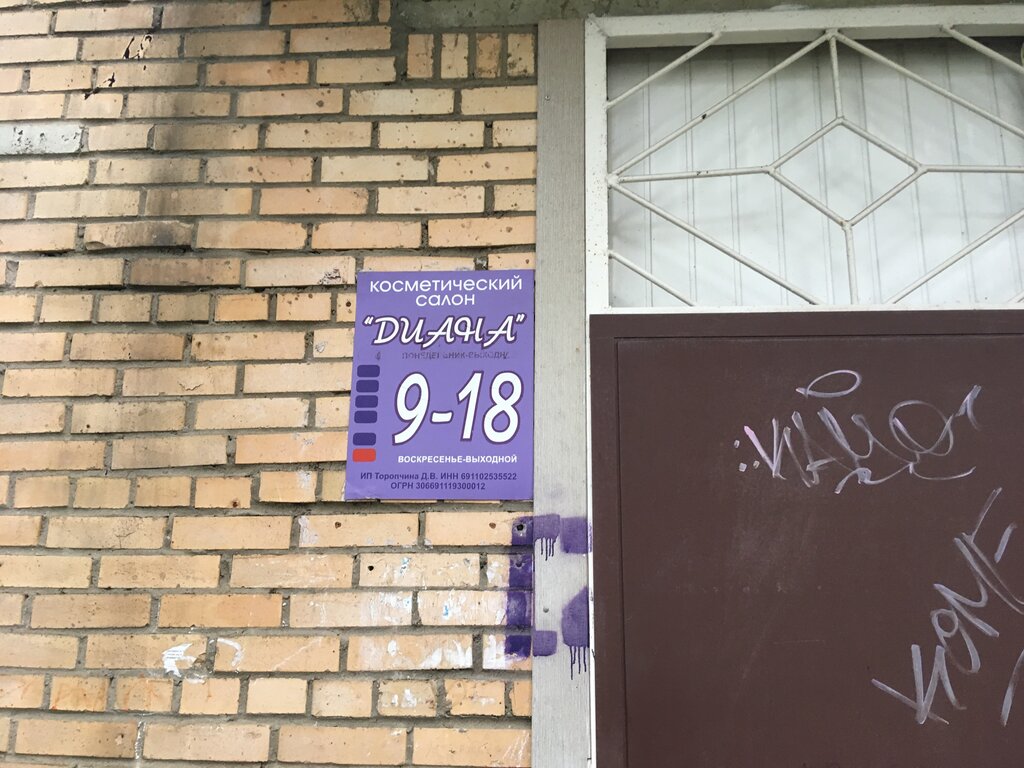 КОСМЕТИЧЕСКИЙ
САЛОН
"ДИАНА"
ПОНЕДЕЛЬНИК-ВЫХОДНОЙ
9-18
ВОСКРЕСЕНЬЕ-ВЫХОДНОЙ
ИП Торопчина Д.В. ИНН 691102535522
ОГРН 306691119300012